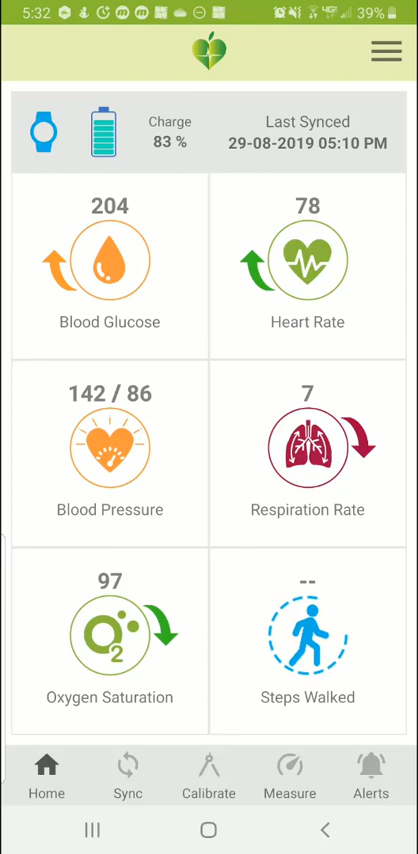 5:32 39%
Charge
83 %
Last Synced
29-08-2019 05:10 PM
204
Blood Glucose
78
Heart Rate
142 / 86
Blood Pressure
7
Respiration Rate
97
O2
Oxygen Saturation
--
Steps Walked
Home Sync Calibrate Measure Alerts